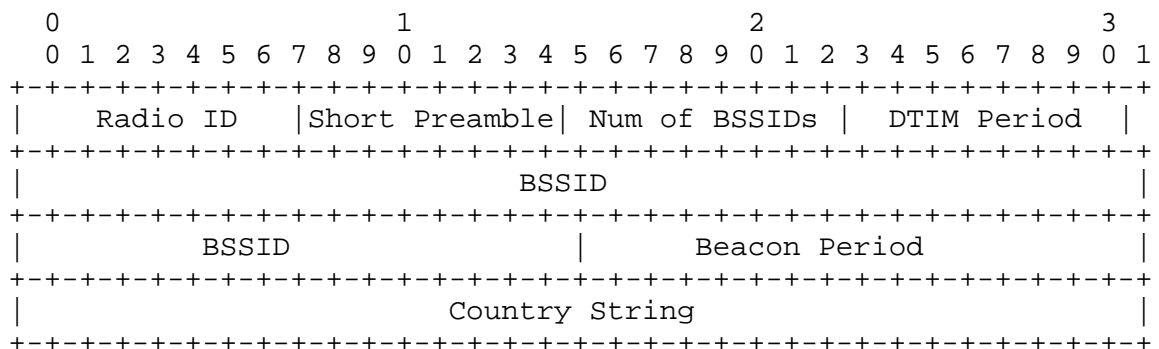 0                   1                   2                   3
 0 1 2 3 4 5 6 7 8 9 0 1 2 3 4 5 6 7 8 9 0 1 2 3 4 5 6 7 8 9 0 1
+-+-+-+-+-+-+-+-+-+-+-+-+-+-+-+-+-+-+-+-+-+-+-+-+-+-+-+-+-+-+-+-+
|    Radio ID   |Short Preamble| Num of BSSIDs |  DTIM Period  |
+-+-+-+-+-+-+-+-+-+-+-+-+-+-+-+-+-+-+-+-+-+-+-+-+-+-+-+-+-+-+-+-+
|                            BSSID                              |
+-+-+-+-+-+-+-+-+-+-+-+-+-+-+-+-+-+-+-+-+-+-+-+-+-+-+-+-+-+-+-+-+
|          BSSID                |      Beacon Period            |
+-+-+-+-+-+-+-+-+-+-+-+-+-+-+-+-+-+-+-+-+-+-+-+-+-+-+-+-+-+-+-+-+
|                        Country String                         |
+-+-+-+-+-+-+-+-+-+-+-+-+-+-+-+-+-+-+-+-+-+-+-+-+-+-+-+-+-+-+-+-+